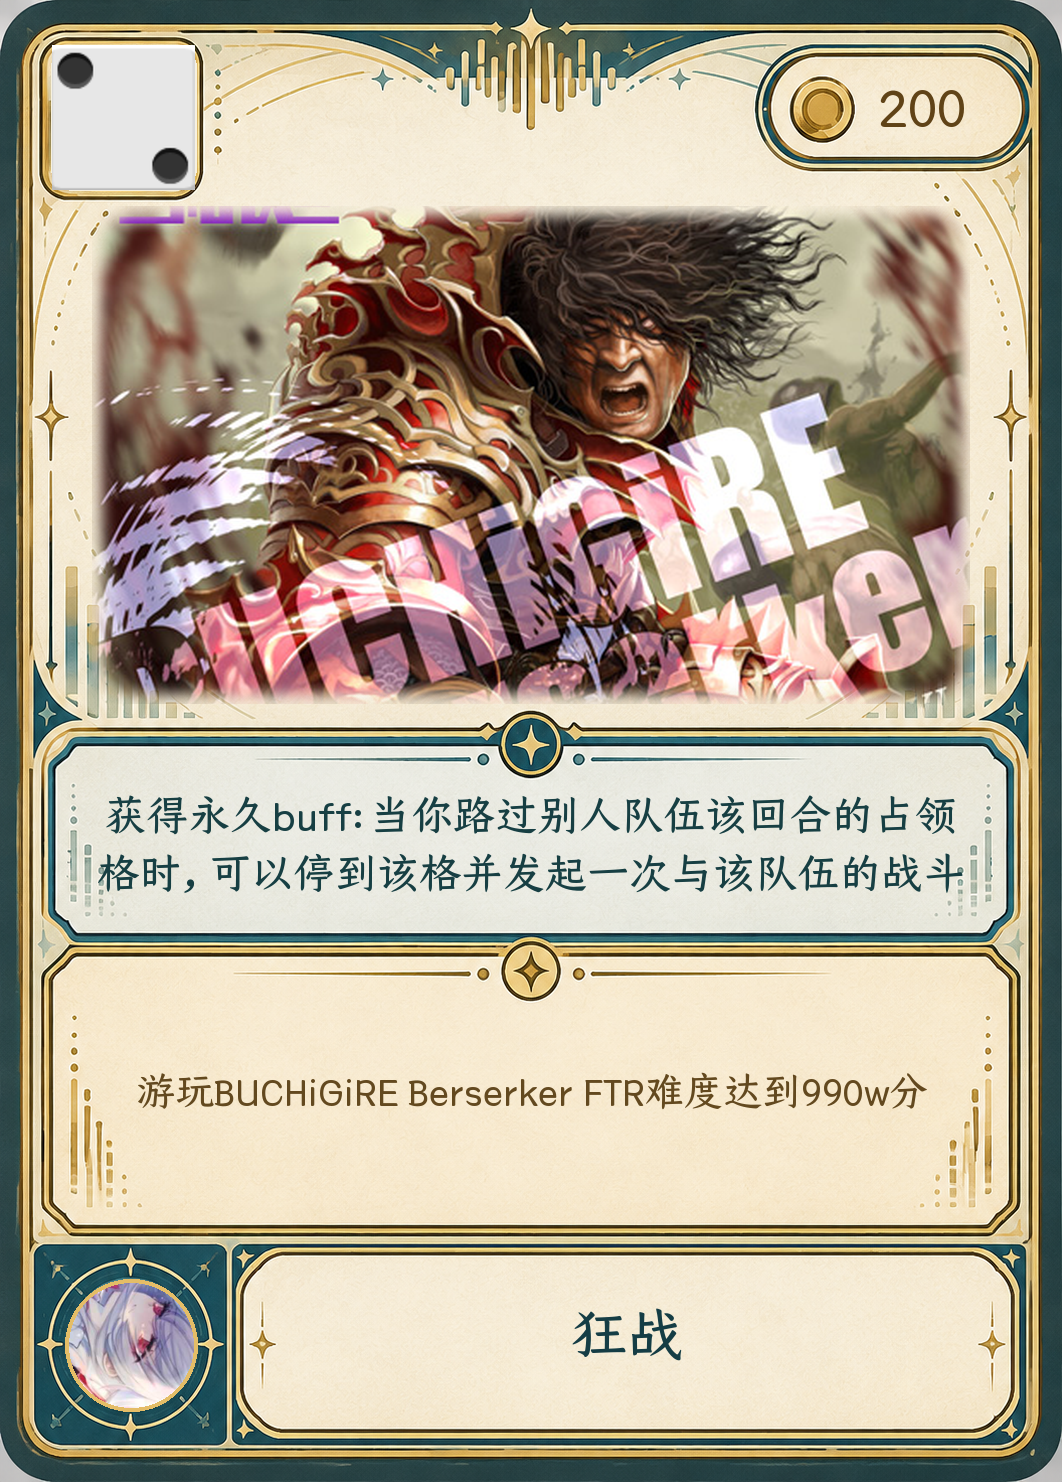 200
BUCHiGiRE
Berserker
获得永久buff:当你路过别人队伍该回合的占领
格时,可以停到该格并发起一次与该队伍的战斗
游玩BUCHiGiRE Berserker FTR难度达到990w分
狂战